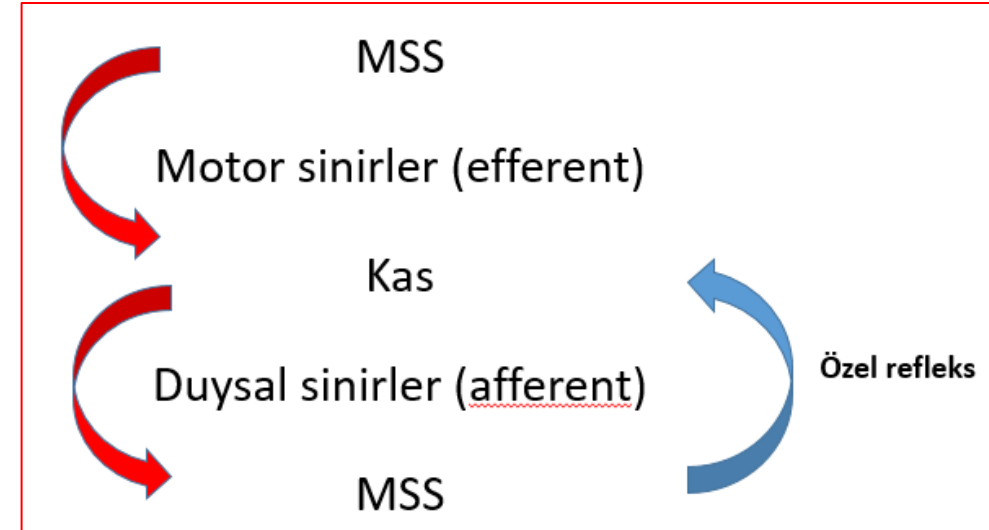 MSS
Motor sinirler (efferent)
Kas
Duysal sinirler (afferent)
Özel refleks
MSS